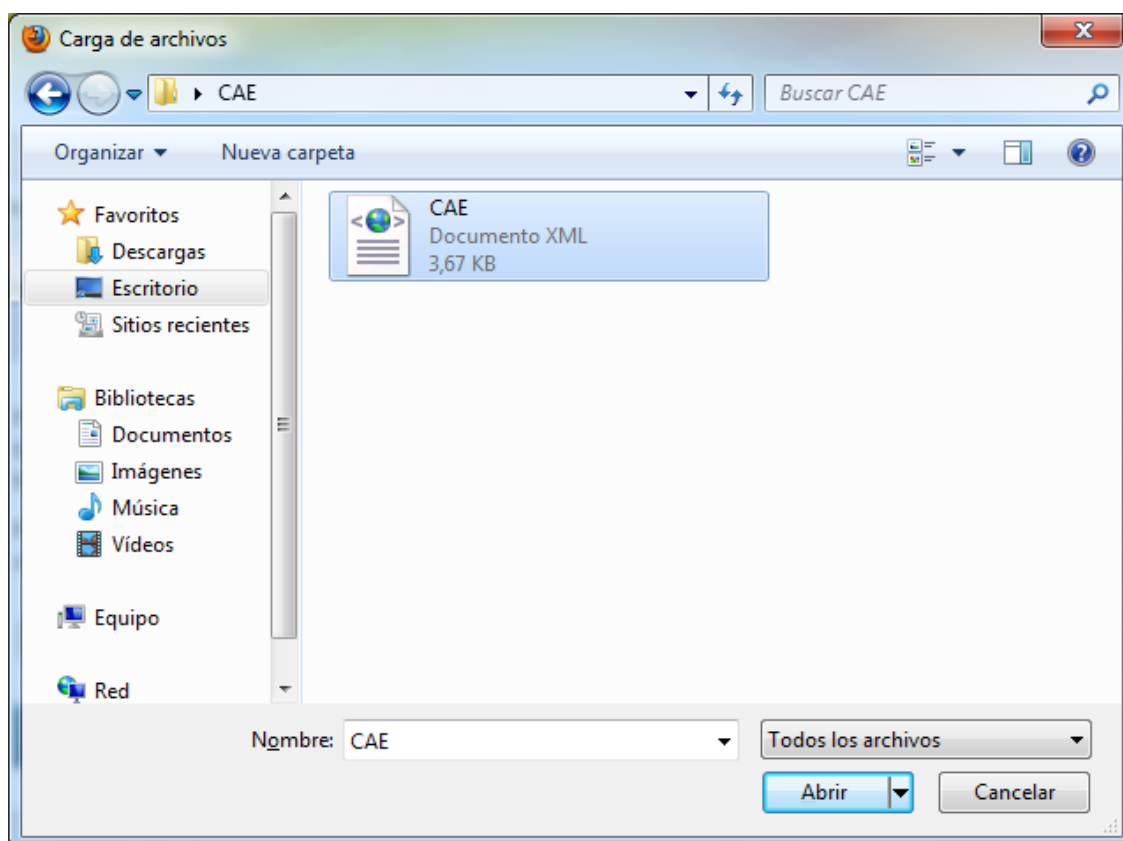 Carga de archivos
CAE
Buscar CAE
Organizar
Nueva carpeta
Favoritos
Descargas
Escritorio
Sitios recientes
Bibliotecas
Documentos
Imágenes
Música
Vídeos
Equipo
Red
CAE
Documento XML
3,67 KB
Nombre: CAE
Todos los archivos
Abrir
Cancelar